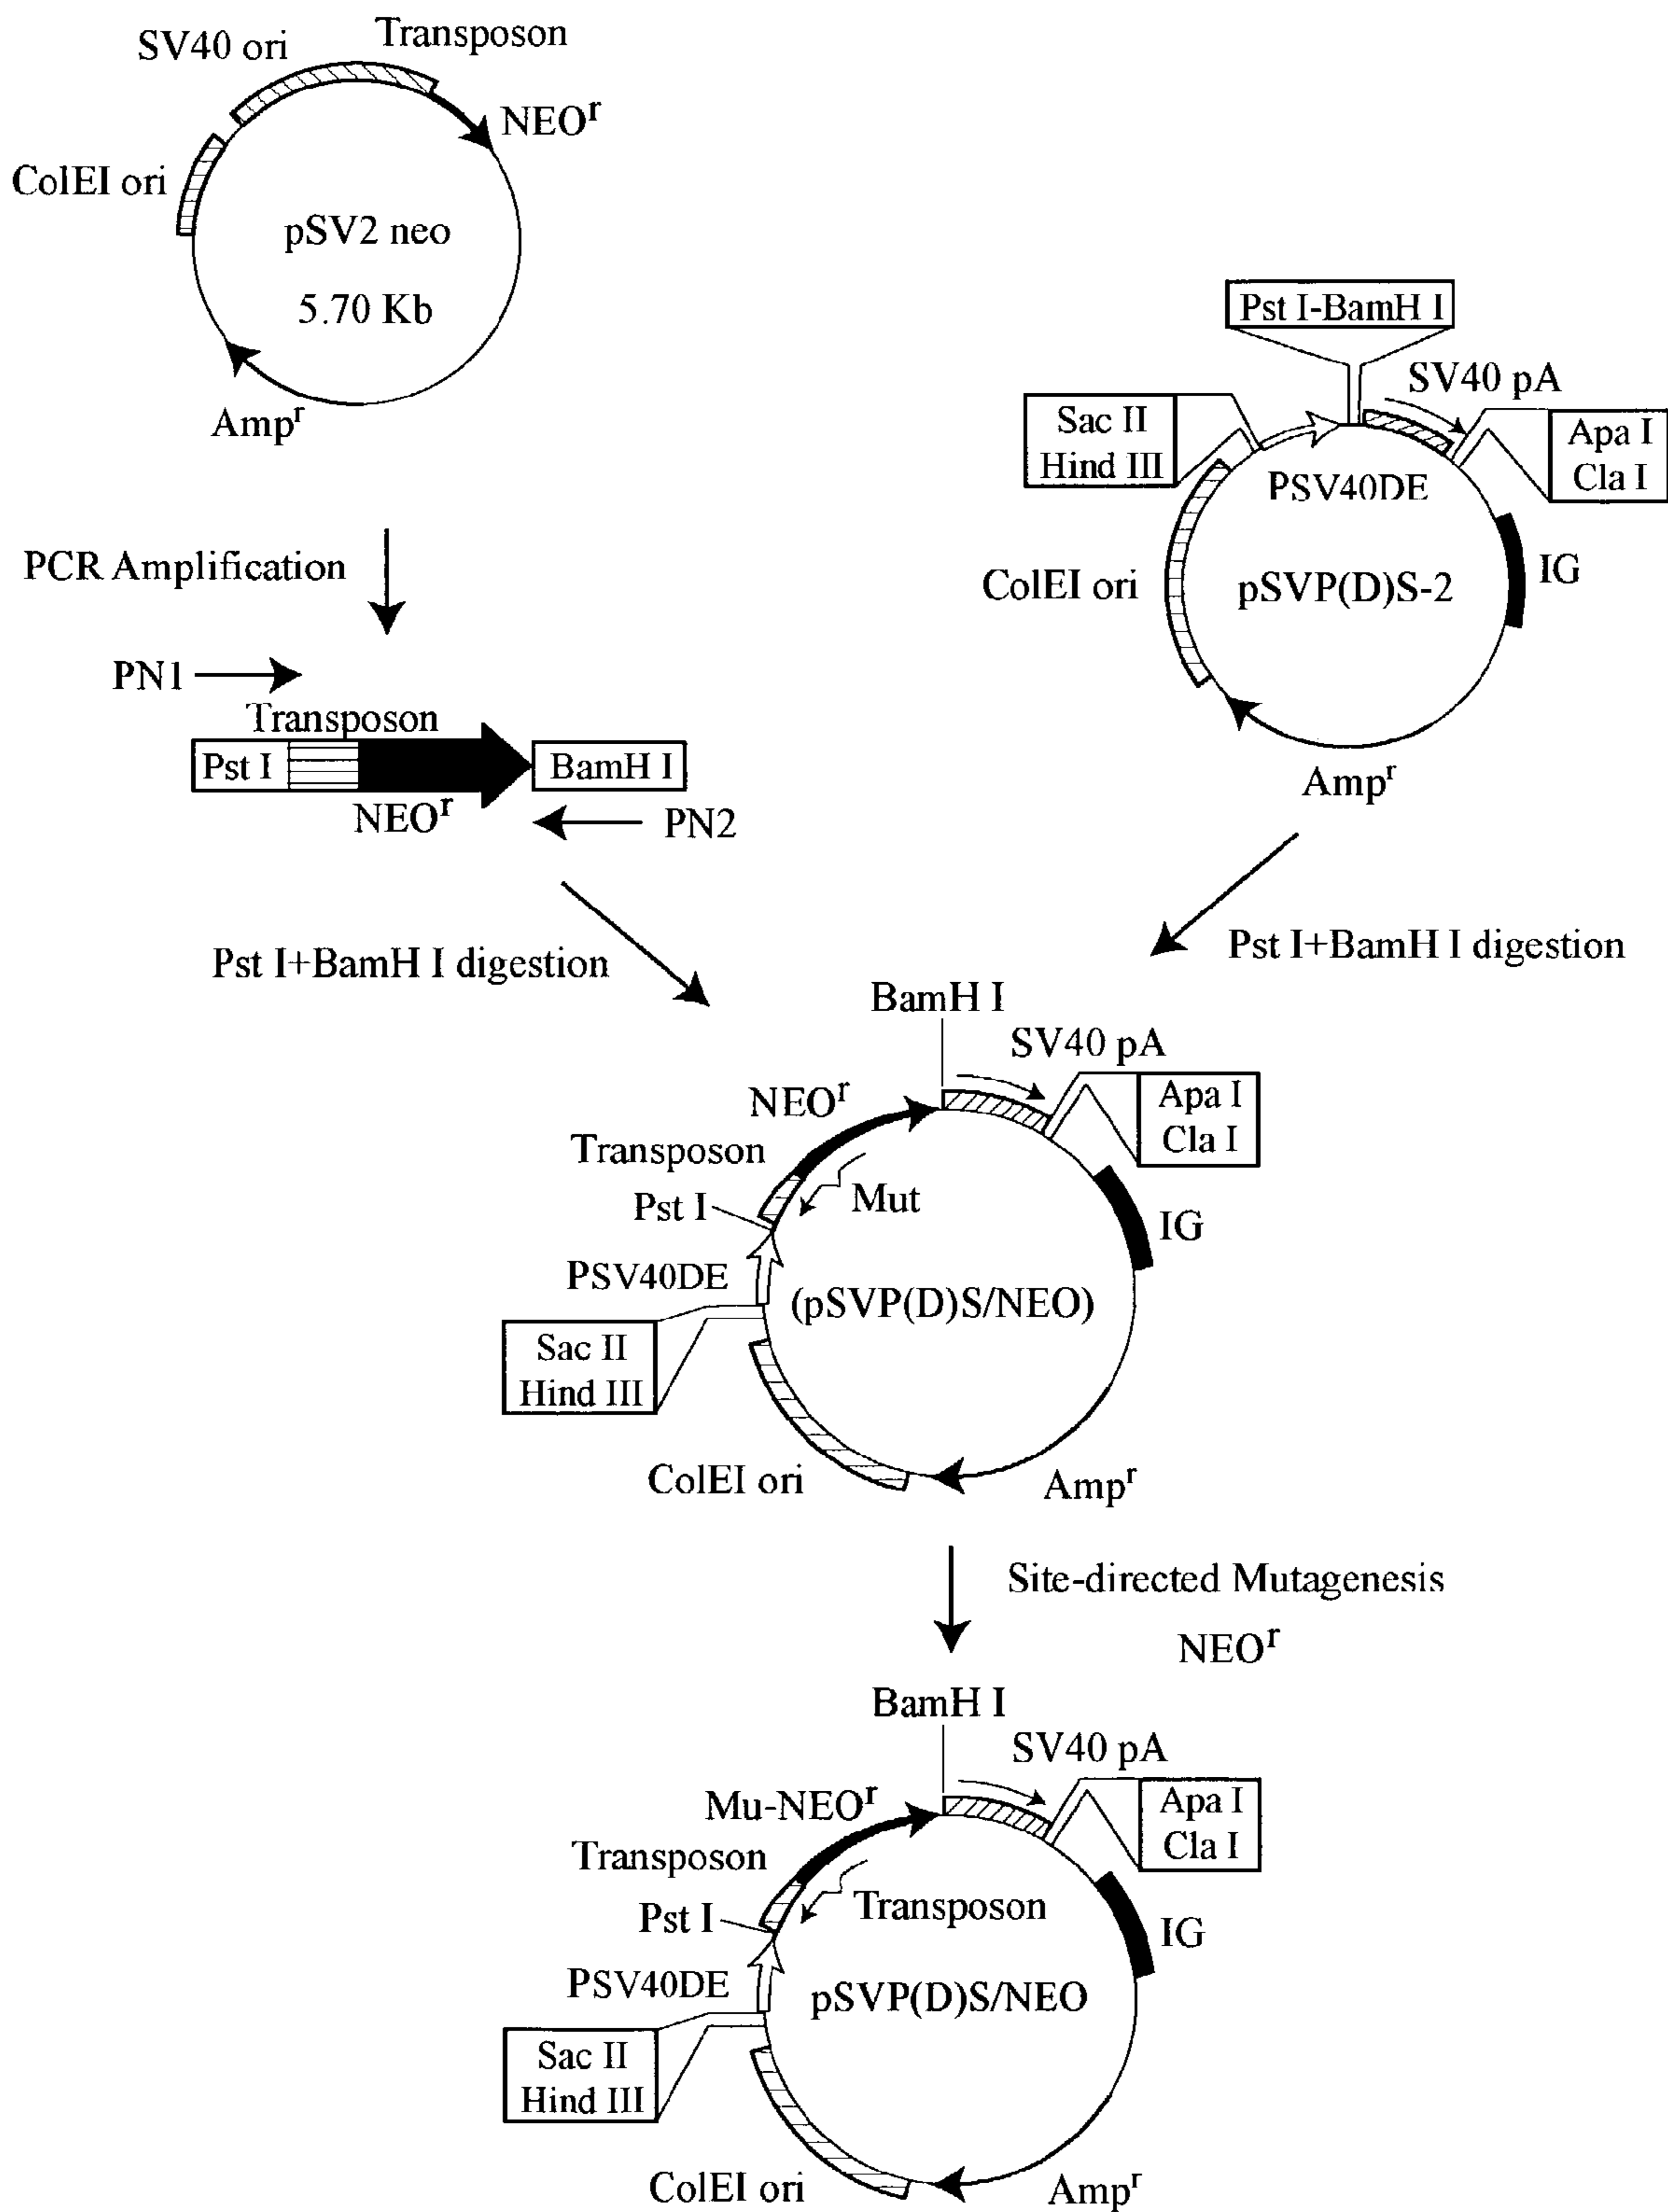 SV40 ori
Transposon
NEOʳ
ColEI ori
pSV2 neo
5.70 Kb
Ampʳ
Pst I-BamH I
SV40 pA
Sac II
Hind III
Apa I
Cla I
PSV40DE
ColEI ori
pSVP(D)S-2
IG
Ampʳ
PCR Amplification
PN1
Transposon
Pst I
BamH I
NEOʳ
PN2
Pst I+BamH I digestion
Pst I+BamH I digestion
BamH I
SV40 pA
Apa I
Cla I
NEOʳ
Transposon
Mut
Pst I
IG
PSV40DE
(pSVP(D)S/NEO)
Sac II
Hind III
ColEI ori
Ampʳ
Site-directed Mutagenesis
NEOʳ
BamH I
SV40 pA
Apa I
Cla I
Mu-NEOʳ
Transposon
Transposon
Pst I
IG
PSV40DE
pSVP(D)S/NEO
Sac II
Hind III
ColEI ori
Ampʳ